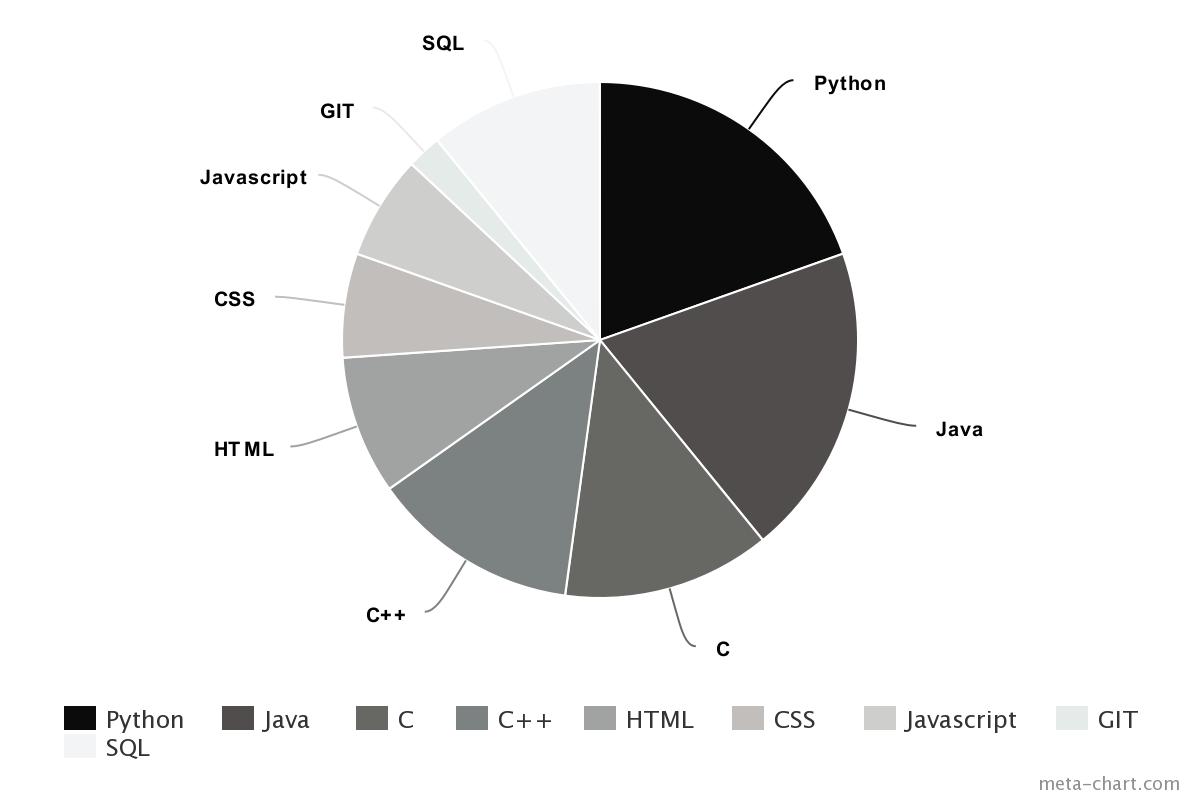 SQL
Python
GIT
Javascript
CSS
Java
HTML
C++
C
Python Java C C++ HTML CSS Javascript GIT
SQL
meta-chart.com